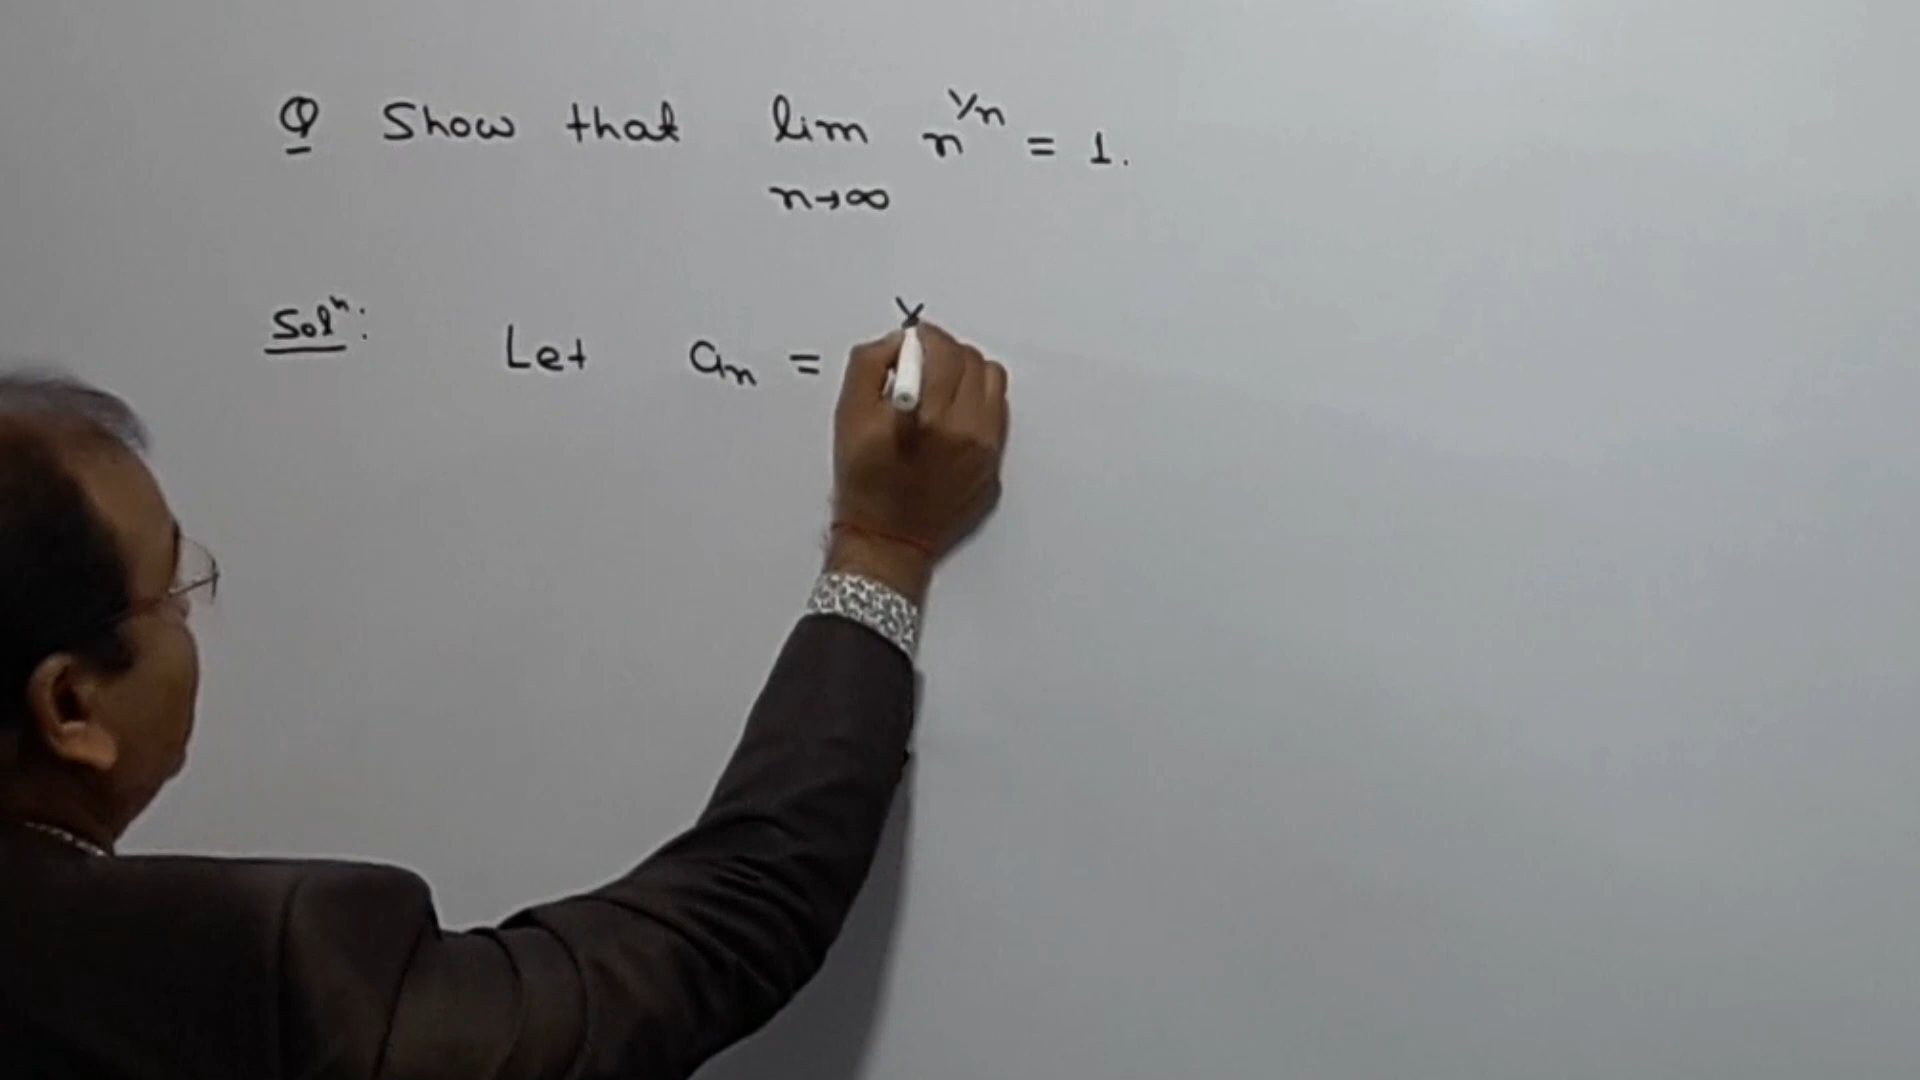 Q Show that lim n^1/n = 1.
n→∞
Solⁿ: Let aₙ =